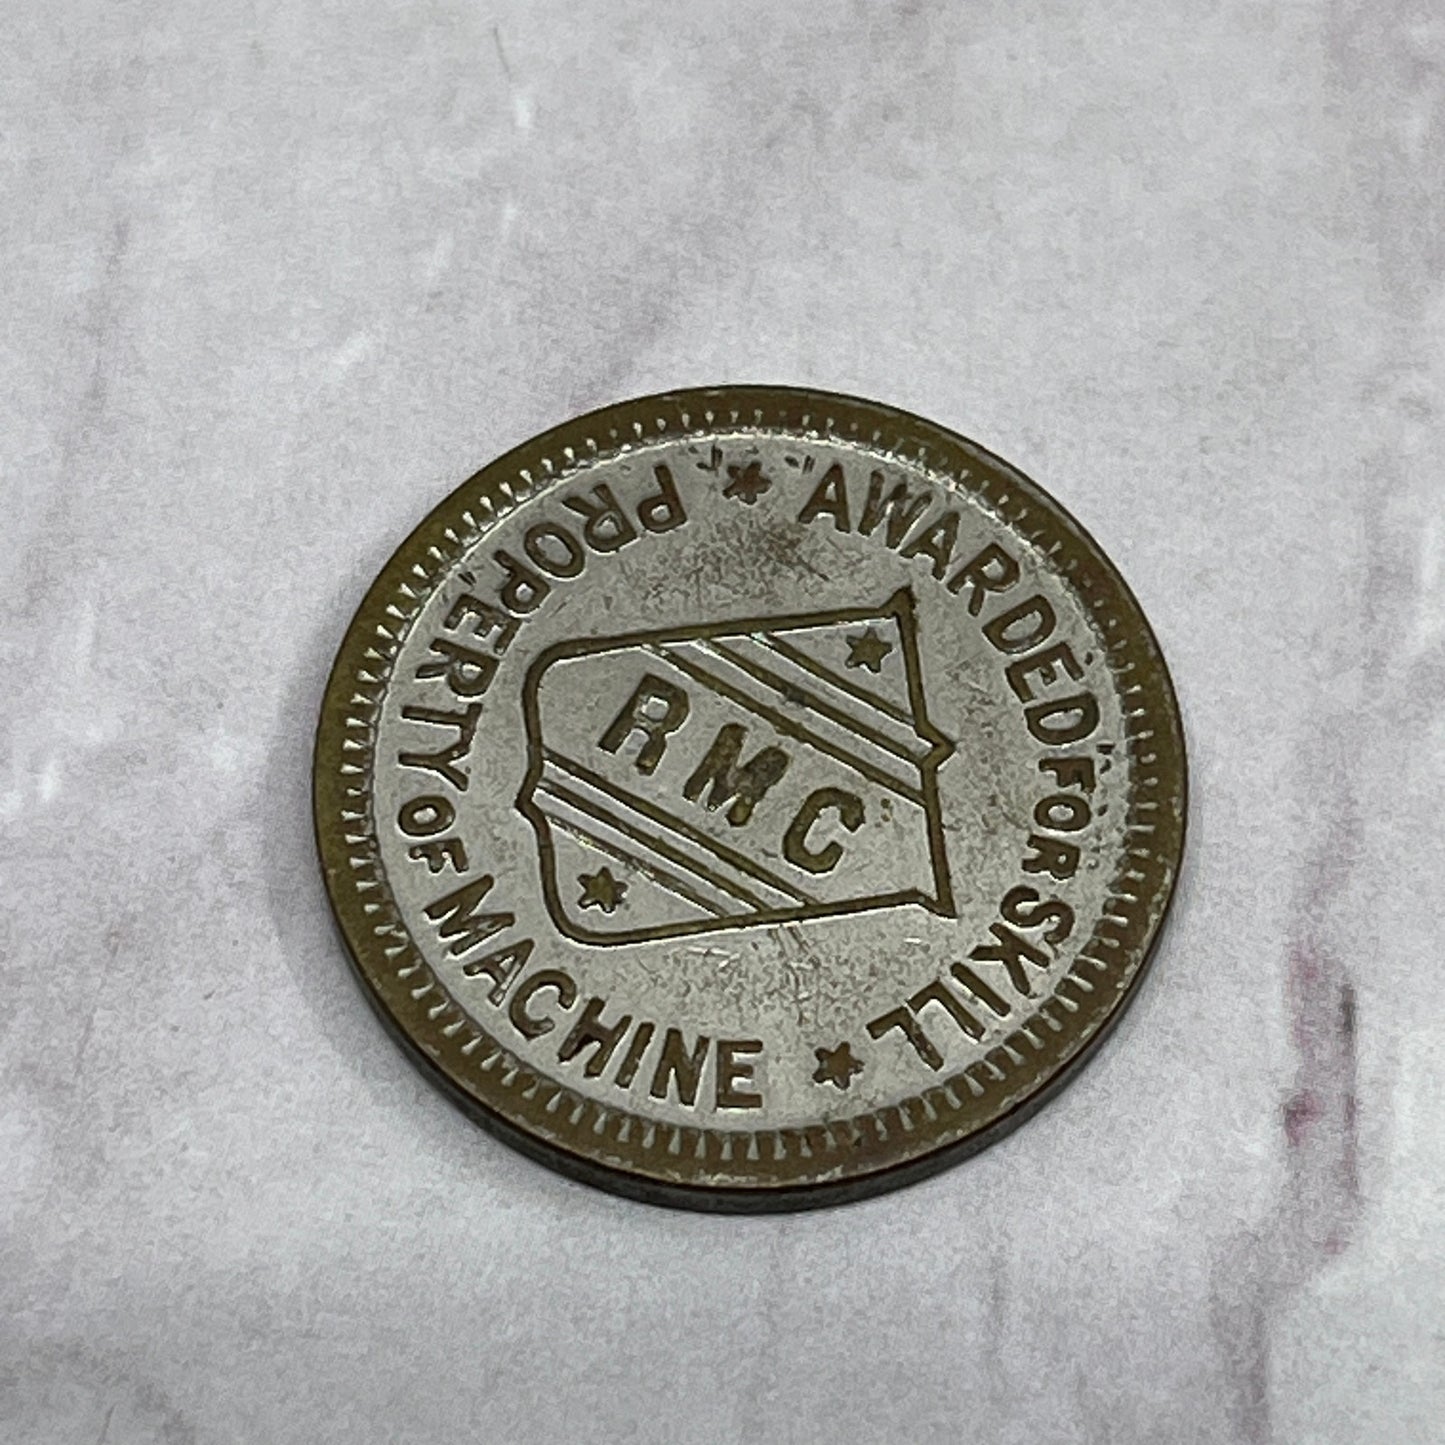 AWARDED FOR SKILL
RMC
PROPERTY OF MACHINE